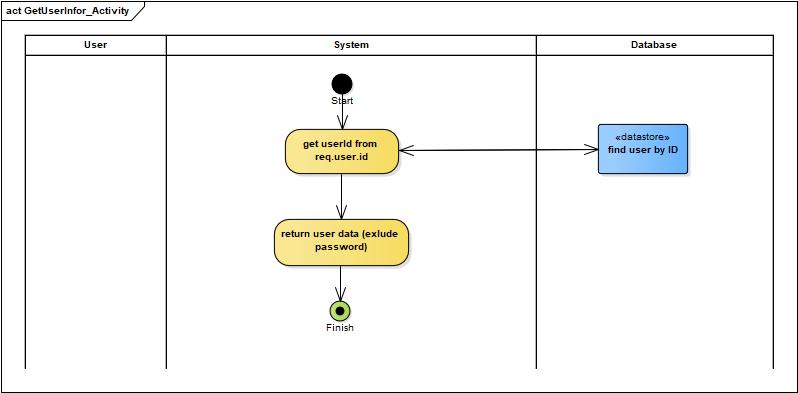 act GetUserInfor_Activity
User
System
Database
Start
get userId from
req.user.id
«datastore»
find user by ID
return user data (exlude
password)
Finish